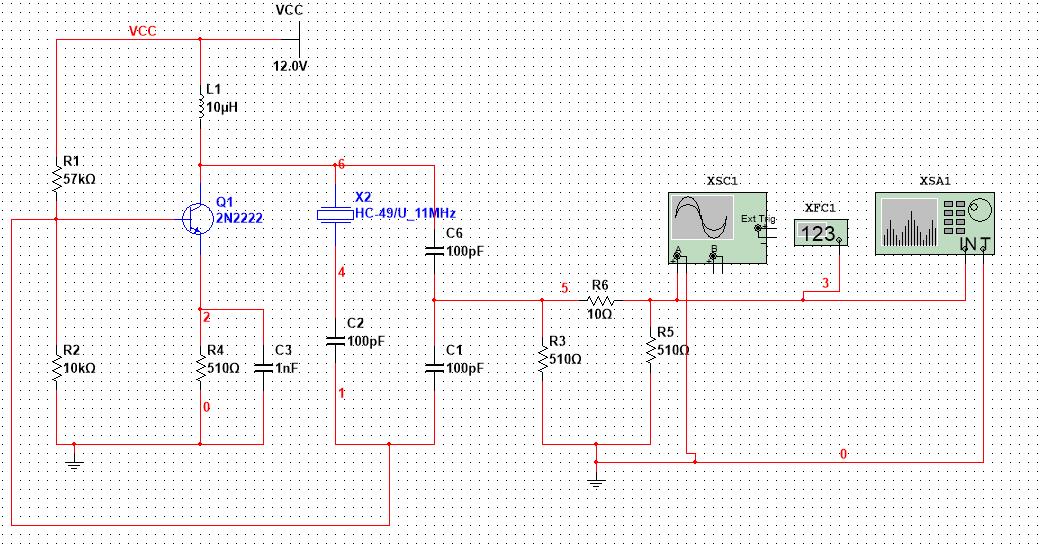 VCC
VCC
12.0V
L1
10µH
R1
57kΩ
6
Q1
2N2222
X2
HC-49/U_11MHz
XSC1
XFC1
XSA1
Ext Trig
A
B
123
IN T
C6
100pF
4
5
R6
10Ω
3
2
C2
100pF
R2
10kΩ
R4
510Ω
C3
1nF
C1
100pF
R3
510Ω
R5
510Ω
1
0
0